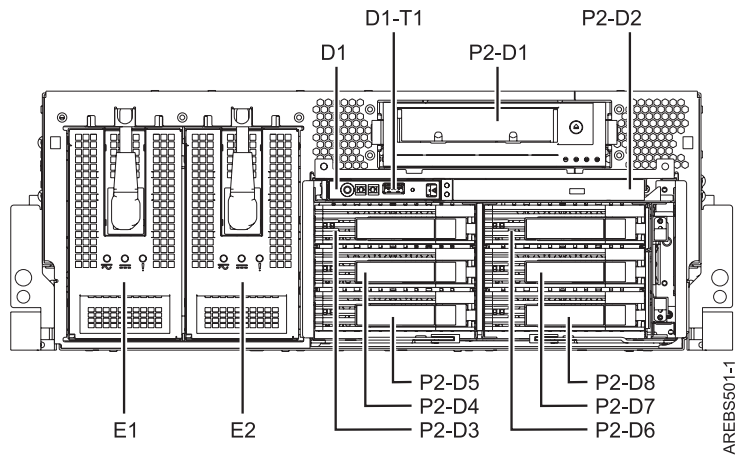 D1-T1
D1
P2-D1
P2-D2
P2-D5
P2-D8
P2-D4
P2-D7
E1
E2
P2-D3
P2-D6
AREBS501-1